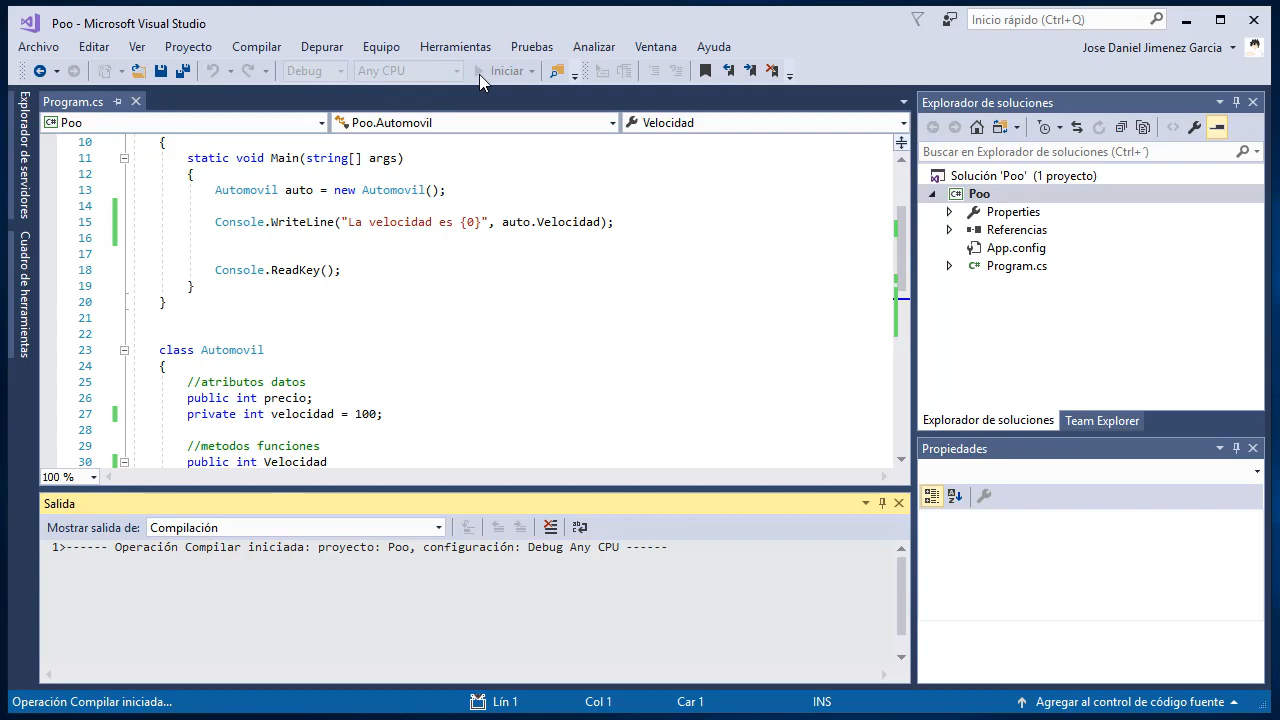 Poo - Microsoft Visual Studio
Inicio rápido (Ctrl+Q)
Archivo Editar Ver Proyecto Compilar Depurar Equipo Herramientas Pruebas Analizar Ventana Ayuda
Jose Daniel Jimenez Garcia
Debug Any CPU Iniciar
Explorador de servidores
Cuadro de herramientas
Program.cs
Poo Poo.Automovil Velocidad
10 {
11 static void Main(string[] args)
12 {
13 Automovil auto = new Automovil();
14
15 Console.WriteLine("La velocidad es {0}", auto.Velocidad);
16
17
18 Console.ReadKey();
19 }
20 }
21
22
23 class Automovil
24 {
25 //atributos datos
26 public int precio;
27 private int velocidad = 100;
28
29 //metodos funciones
30 public int Velocidad
100 %
Explorador de soluciones
Buscar en Explorador de soluciones (Ctrl+´)
Solución 'Poo' (1 proyecto)
Poo
Properties
Referencias
App.config
Program.cs
Explorador de soluciones Team Explorer
Propiedades
Salida
Mostrar salida de: Compilación
1>------ Operación Compilar iniciada: proyecto: Poo, configuración: Debug Any CPU ------
Operación Compilar iniciada... Lín 1 Col 1 Car 1 INS Agregar al control de código fuente